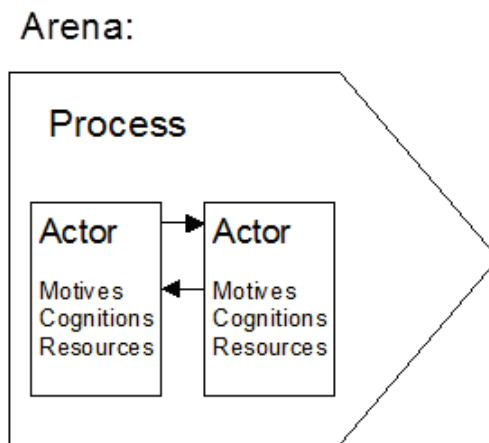 Arena:
Process
Actor
Motives
Cognitions
Resources
Actor
Motives
Cognitions
Resources